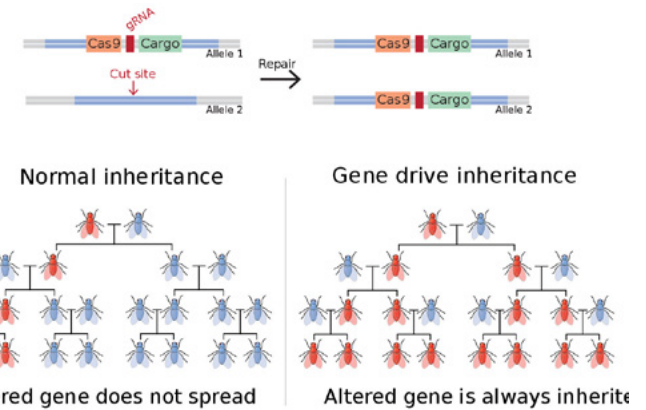 gRNA
Cas9 Cargo
Allele 1
Cut site
Allele 2
Repair
Cas9 Cargo
Allele 1
Cas9 Cargo
Allele 2
Normal inheritance
Gene drive inheritance
red gene does not spread
Altered gene is always inherite